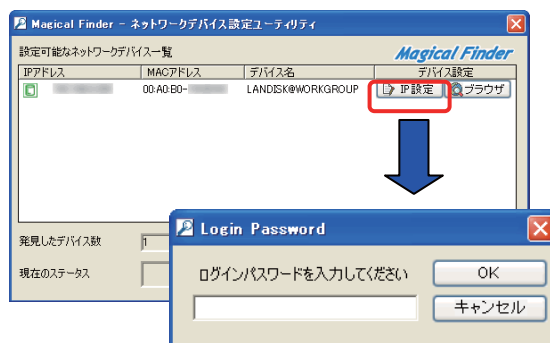 Magical Finder - ネットワークデバイス設定ユーティリティ
設定可能なネットワークデバイス一覧
Magical Finder
IPアドレス MACアドレス デバイス名 デバイス設定
00:A0:B0- LANDISK@WORKGROUP IP設定 ブラウザ
発見したデバイス数 1
現在のステータス
Login Password
ログインパスワードを入力してください OK
キャンセル